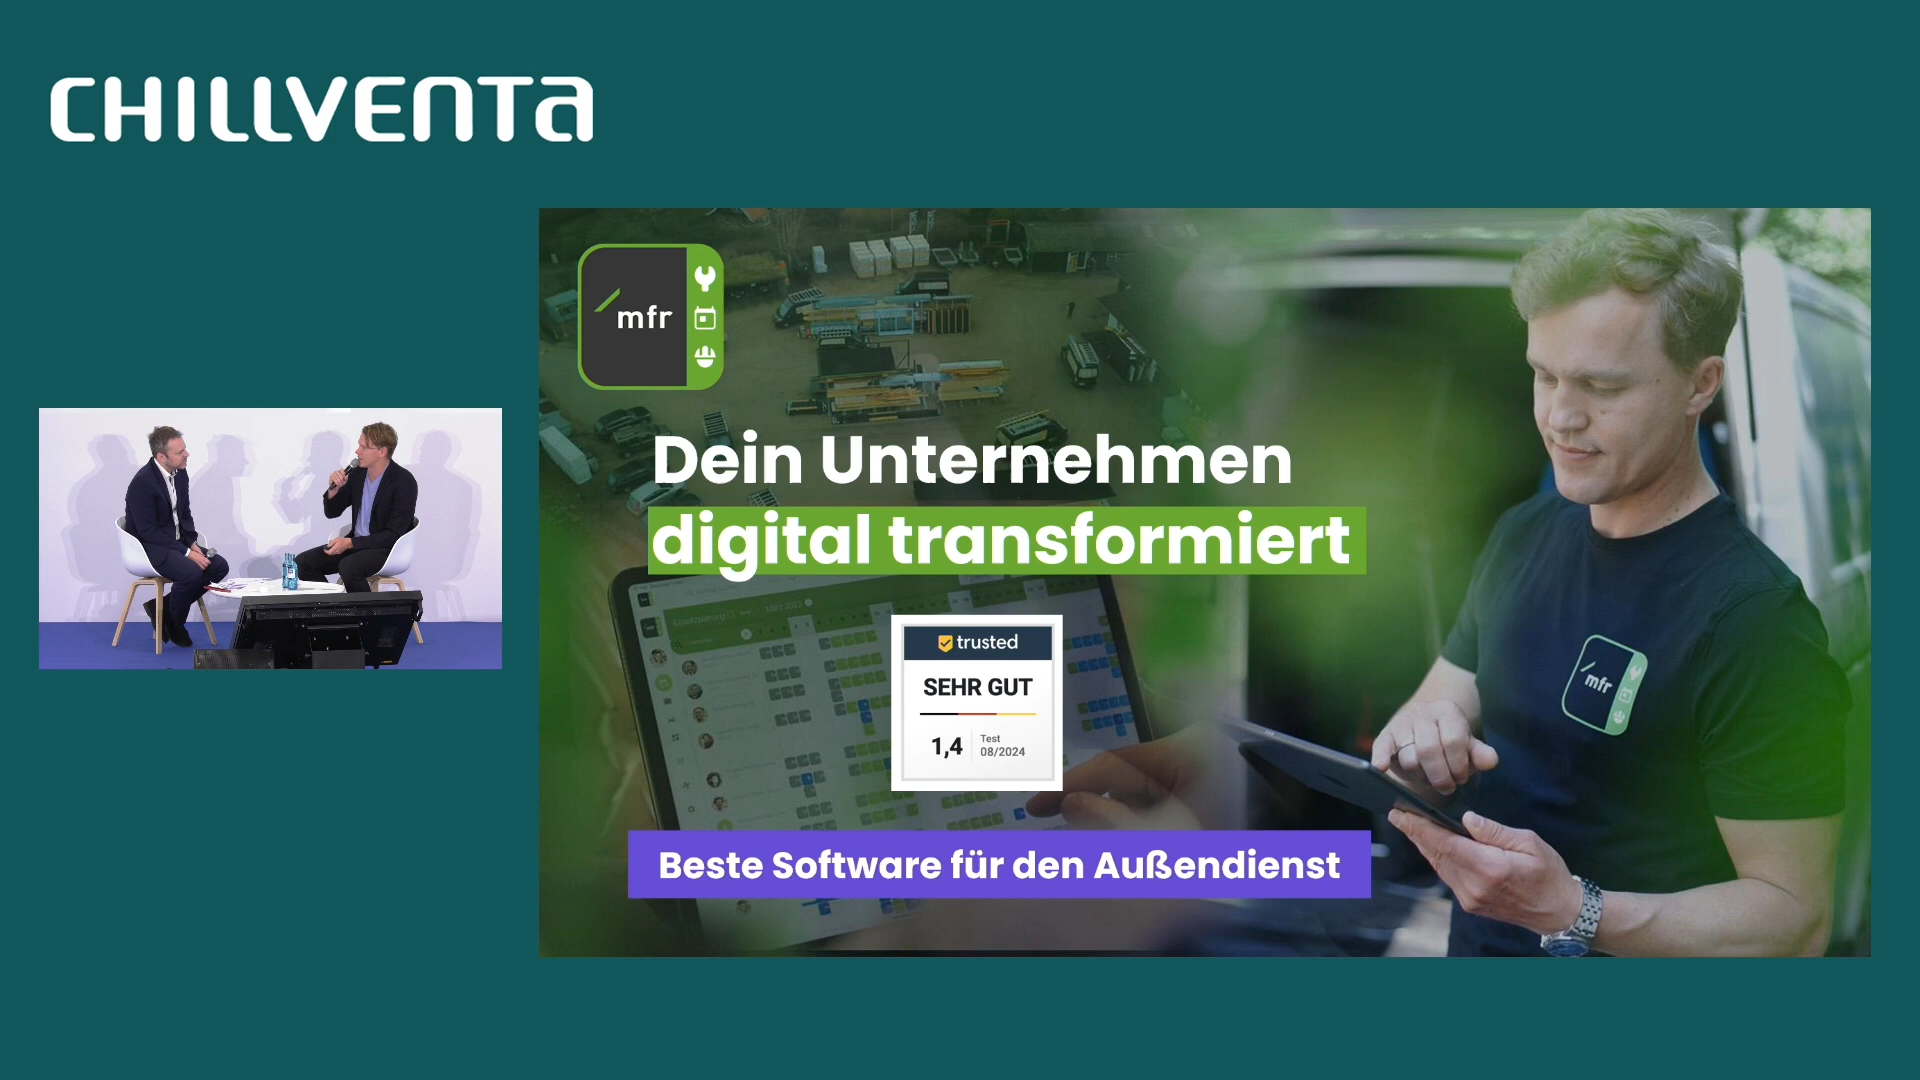 CHILLVENTA
mfr
Dein Unternehmen
digital transformiert
trusted
SEHR GUT
1,4
Test
08/2024
mfr
Beste Software für den Außendienst